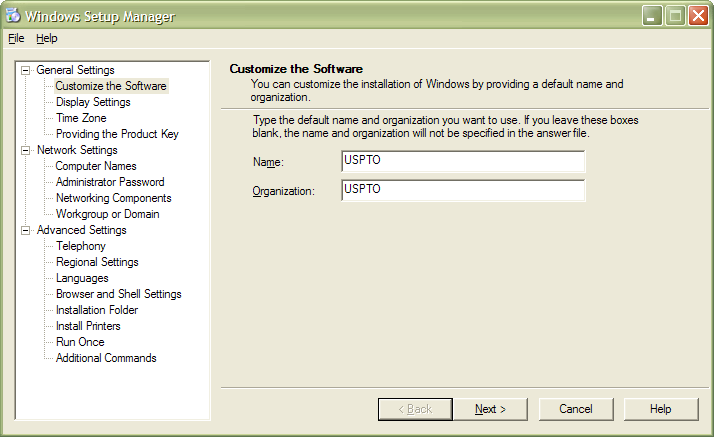 Windows Setup Manager
File Help
General Settings
Customize the Software
Display Settings
Time Zone
Providing the Product Key
Network Settings
Computer Names
Administrator Password
Networking Components
Workgroup or Domain
Advanced Settings
Telephony
Regional Settings
Languages
Browser and Shell Settings
Installation Folder
Install Printers
Run Once
Additional Commands
Customize the Software
You can customize the installation of Windows by providing a default name and
organization.
Type the default name and organization you want to use. If you leave these boxes
blank, the name and organization will not be specified in the answer file.
Name: USPTO
Organization: USPTO
< Back Next > Cancel Help